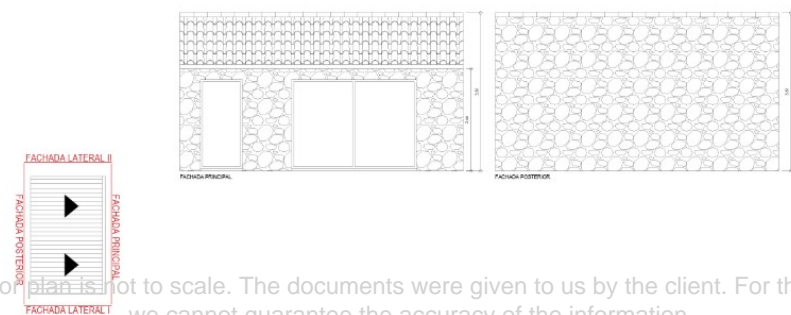 FACHADA PRINCIPAL
FACHADA POSTERIOR
FACHADA LATERAL II
FACHADA POSTERIOR
FACHADA PRINCIPAL
FACHADA LATERAL I
plan is not to scale. The documents were given to us by the client. For
we cannot guarantee the accuracy of the information